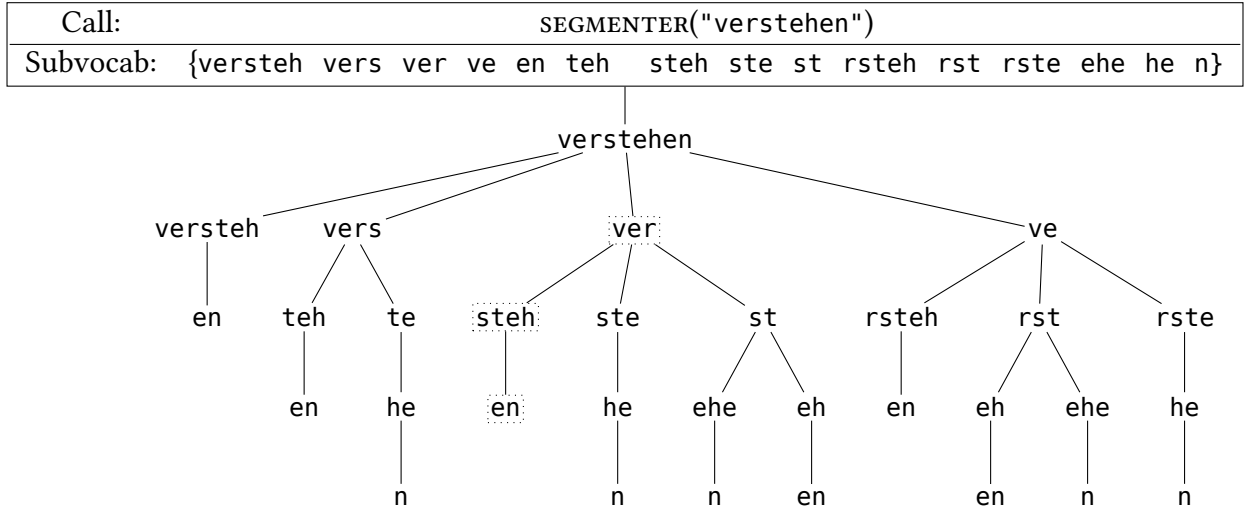 Call: SEGMENTER("verstehen")
Subvocab: {versteh vers ver ve en teh steh ste st rsteh rst rste ehe he n}
verstehen
versteh vers ver ve
en teh te steh ste st rsteh rst rste
en he en he ehe eh en eh ehe he
n n n en en n n